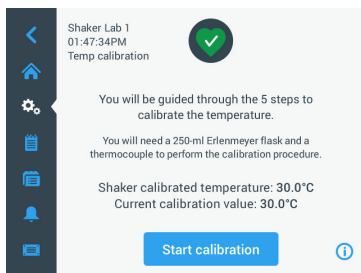 Shaker Lab 1
01:47:34PM
Temp calibration
You will be guided through the 5 steps to
calibrate the temperature.
You will need a 250-ml Erlenmeyer flask and a
thermocouple to perform the calibration procedure.
Shaker calibrated temperature: 30.0°C
Current calibration value: 30.0°C
Start calibration